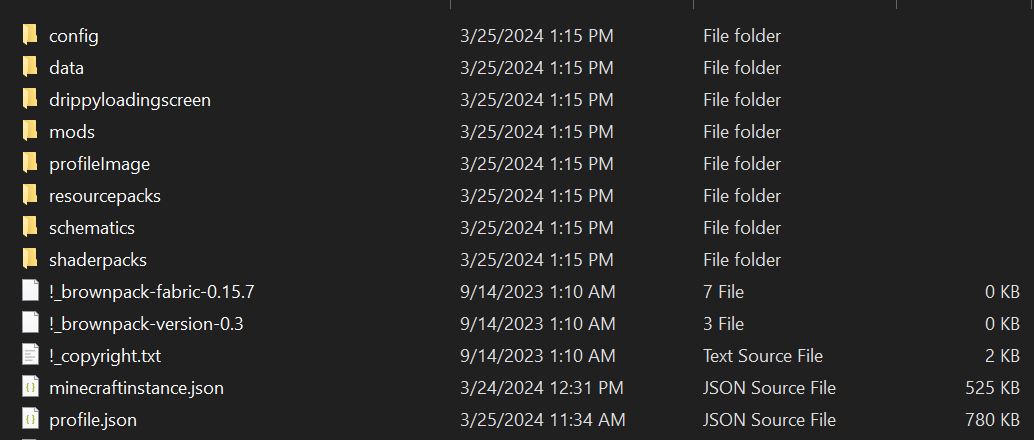 config 3/25/2024 1:15 PM File folder
data 3/25/2024 1:15 PM File folder
drippyloadingscreen 3/25/2024 1:15 PM File folder
mods 3/25/2024 1:15 PM File folder
profileImage 3/25/2024 1:15 PM File folder
resourcepacks 3/25/2024 1:15 PM File folder
schematics 3/25/2024 1:15 PM File folder
shaderpacks 3/25/2024 1:15 PM File folder
!_brownpack-fabric-0.15.7 9/14/2023 1:10 AM 7 File 0 KB
!_brownpack-version-0.3 9/14/2023 1:10 AM 3 File 0 KB
!_copyright.txt 9/14/2023 1:10 AM Text Source File 2 KB
minecraftinstance.json 3/24/2024 12:31 PM JSON Source File 525 KB
profile.json 3/25/2024 11:34 AM JSON Source File 780 KB